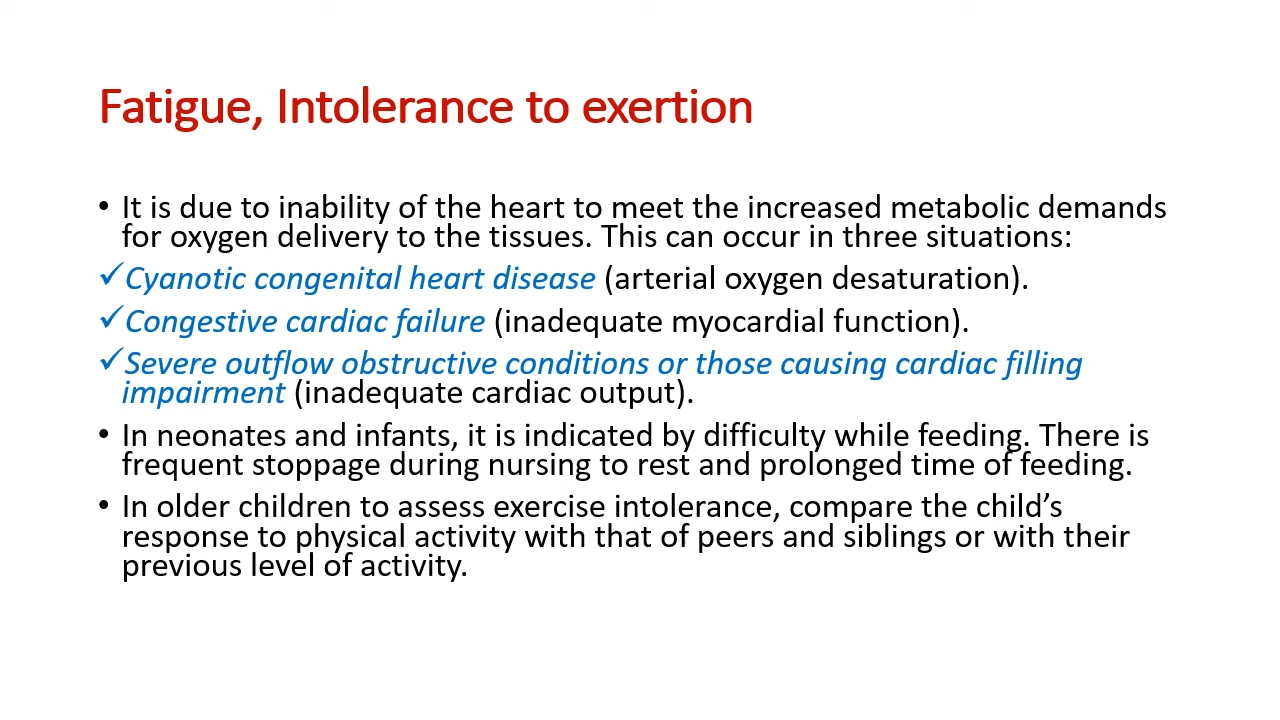 Fatigue, Intolerance to exertion
• It is due to inability of the heart to meet the increased metabolic demands
for oxygen delivery to the tissues. This can occur in three situations:
✓Cyanotic congenital heart disease (arterial oxygen desaturation).
✓Congestive cardiac failure (inadequate myocardial function).
✓Severe outflow obstructive conditions or those causing cardiac filling
impairment (inadequate cardiac output).
• In neonates and infants, it is indicated by difficulty while feeding. There is
frequent stoppage during nursing to rest and prolonged time of feeding.
• In older children to assess exercise intolerance, compare the child’s
response to physical activity with that of peers and siblings or with their
previous level of activity.